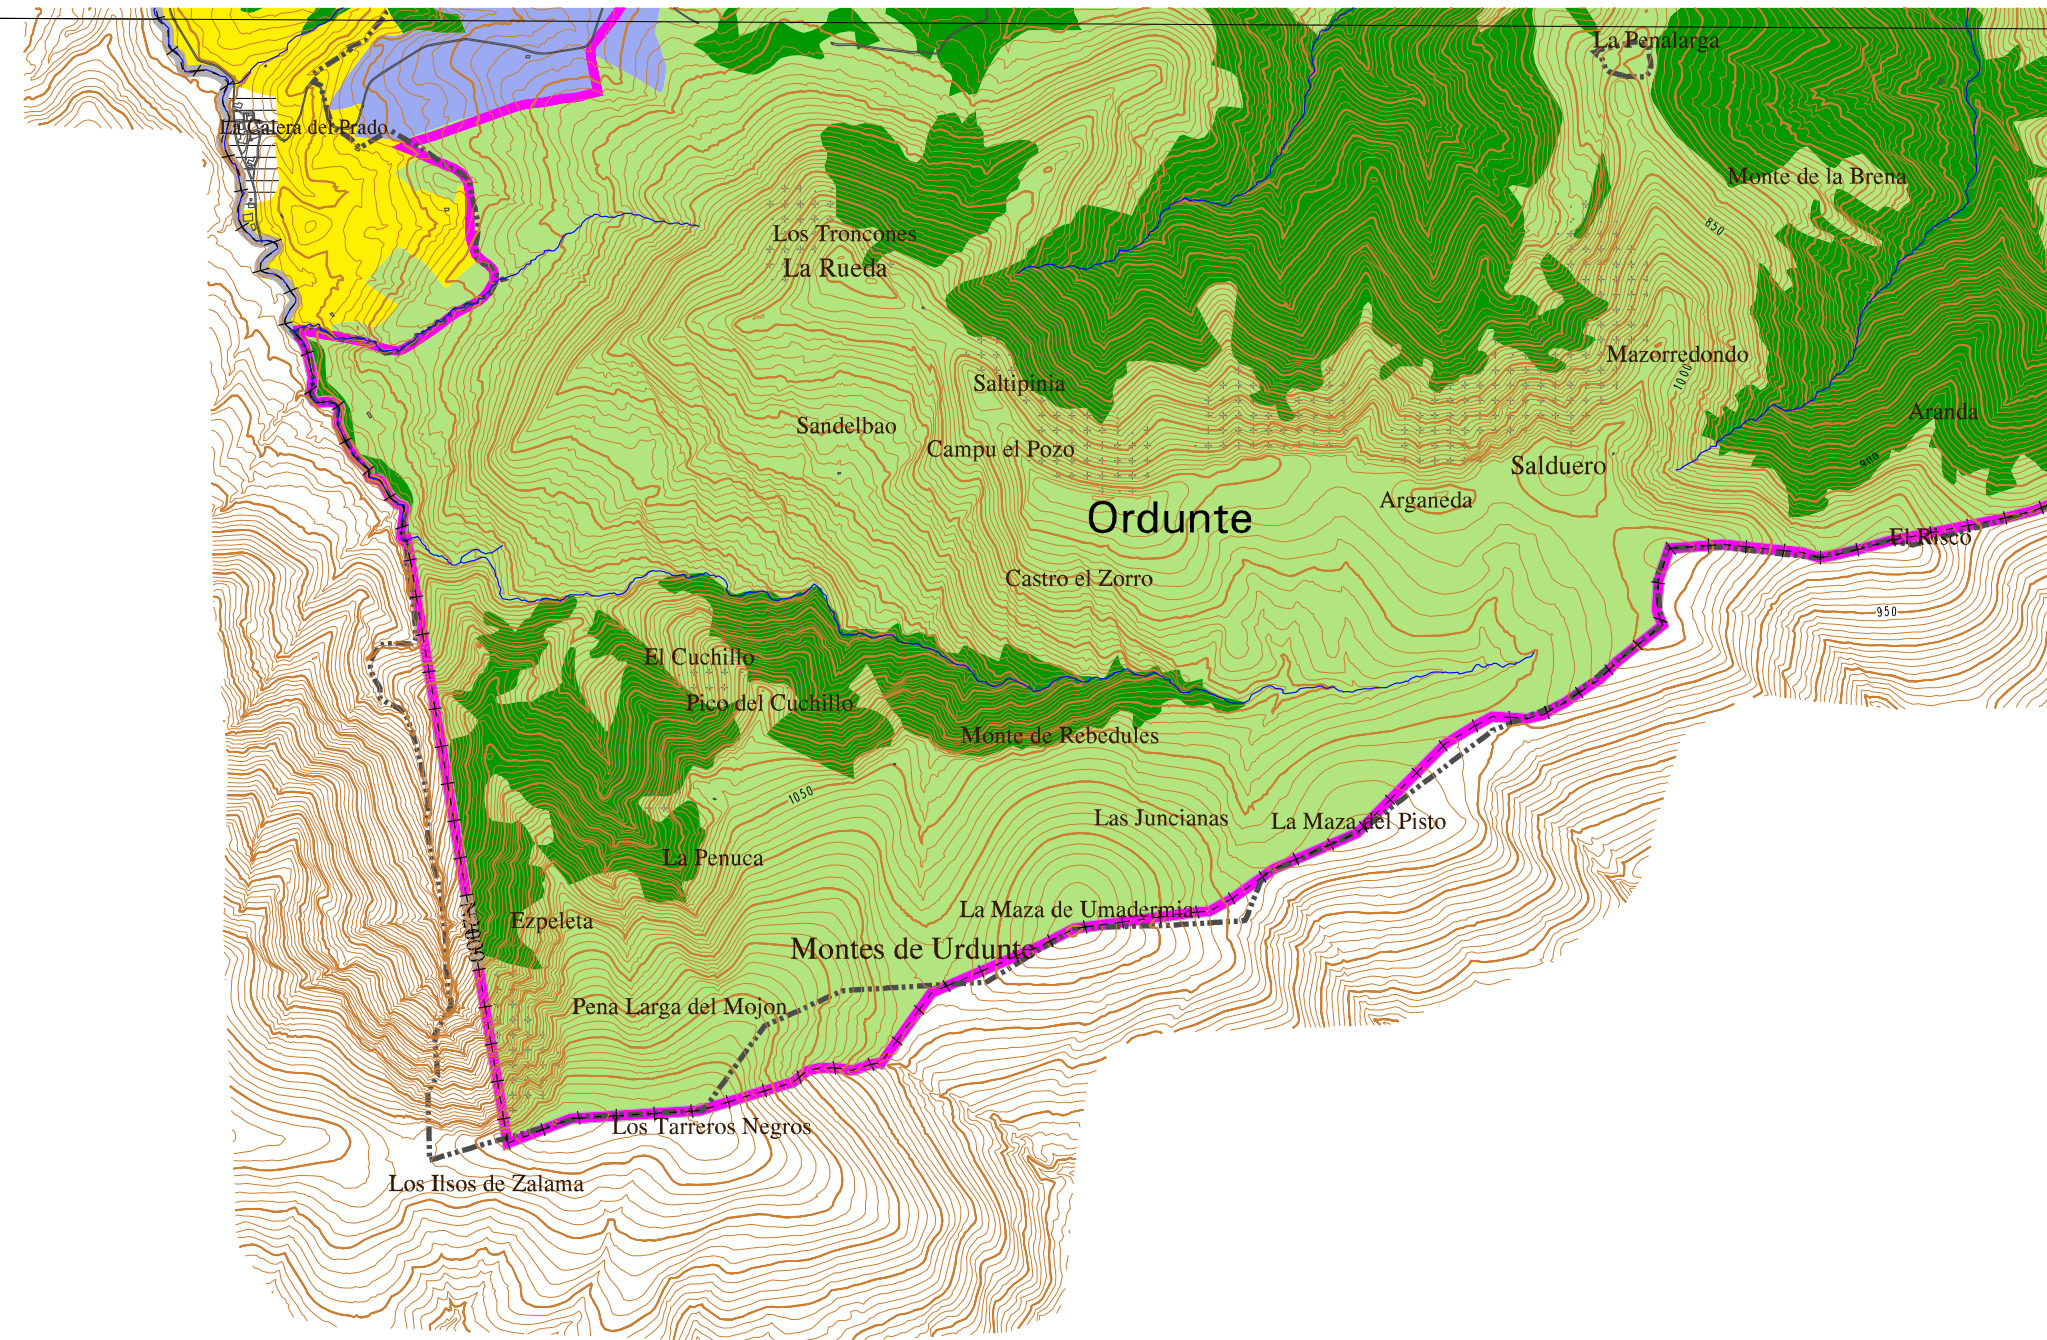 La Penalarga
La Calera del Prado
Monte de la Brena
850
Los Troncones
La Rueda
Mazorredondo
1000
Saltipinia
Aranda
Sandelbao
Campu el Pozo
Salduero
900
Arganeda
Ordunte
El Risco
Castro el Zorro
950
El Cuchillo
Pico del Cuchillo
Monte de Rebedules
1050
Las Juncianas
La Maza del Pisto
La Penuca
La Maza de Umadermia
Ezpeleta
N2000
Montes de Urdunte
Pena Larga del Mojon
Los Tarreros Negros
Los Ilsos de Zalama